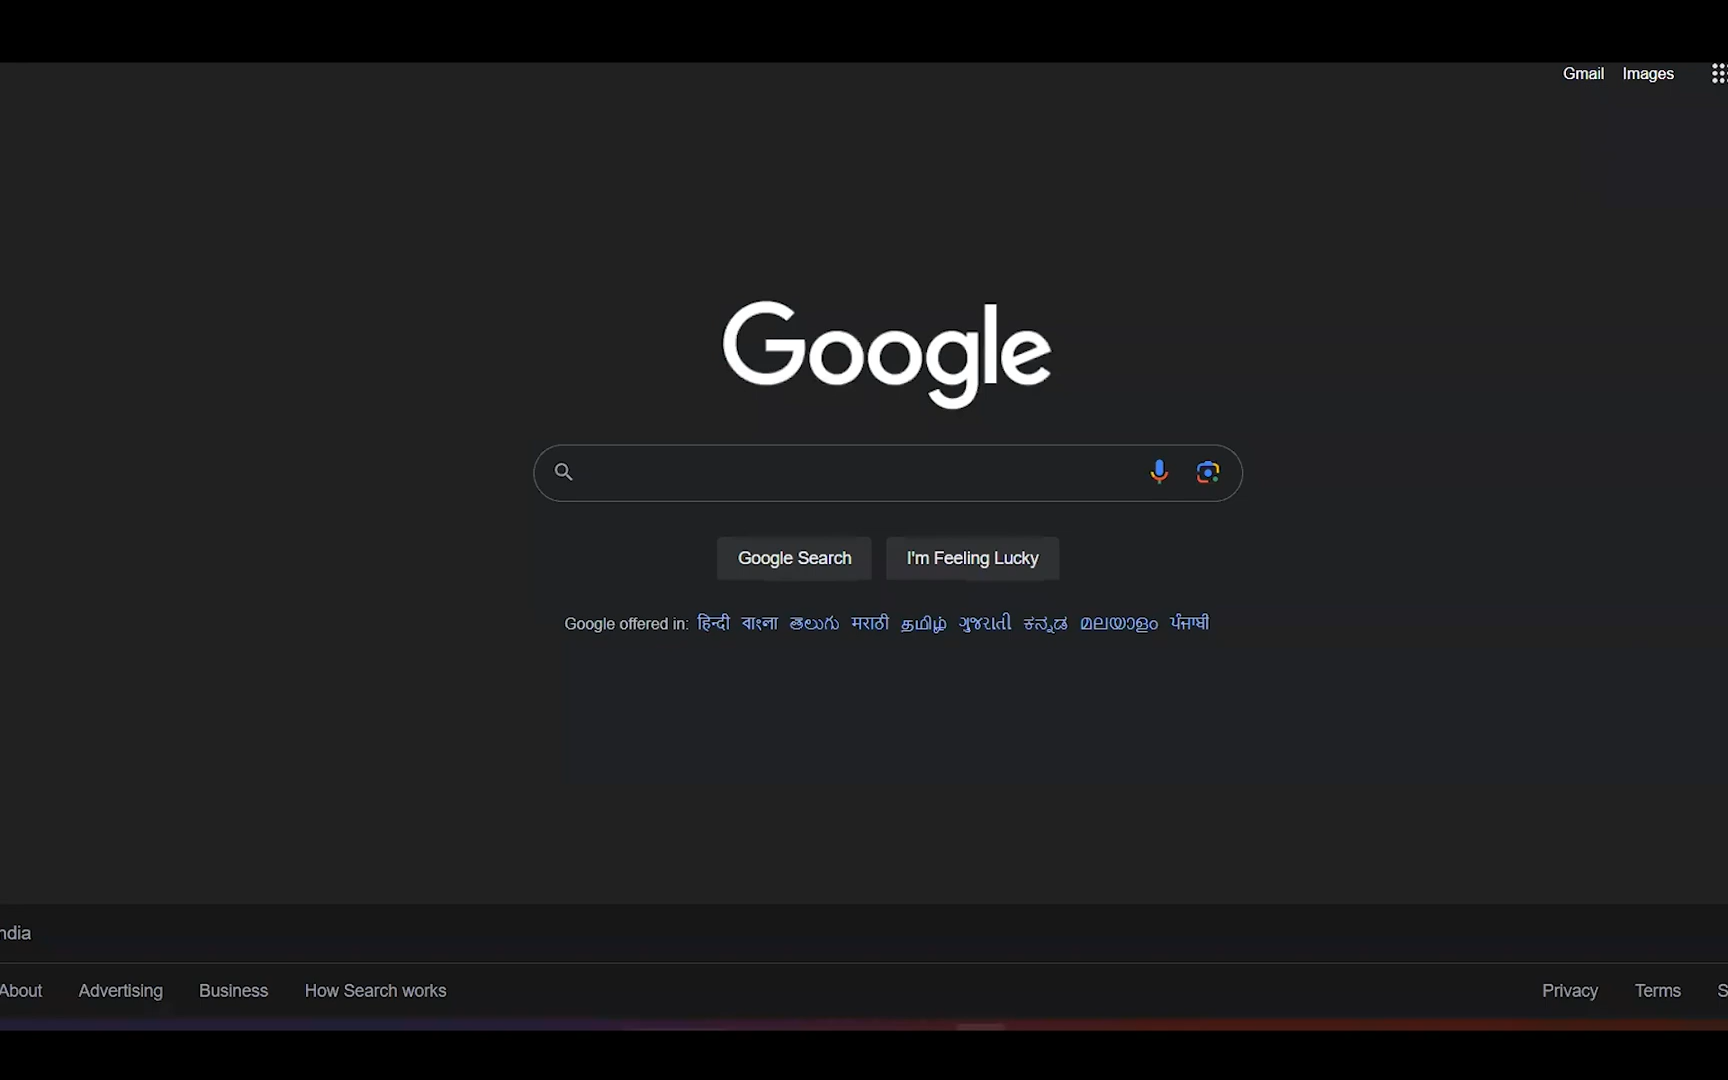 Gmail Images
Google
Google Search I'm Feeling Lucky
Google offered in: हिन्दी বাংলা తెలుగు मराठी தமிழ் ગુજરાતી ಕನ್ನಡ മലയാളം ਪੰਜਾਬੀ
ndia
About Advertising Business How Search works
Privacy Terms S